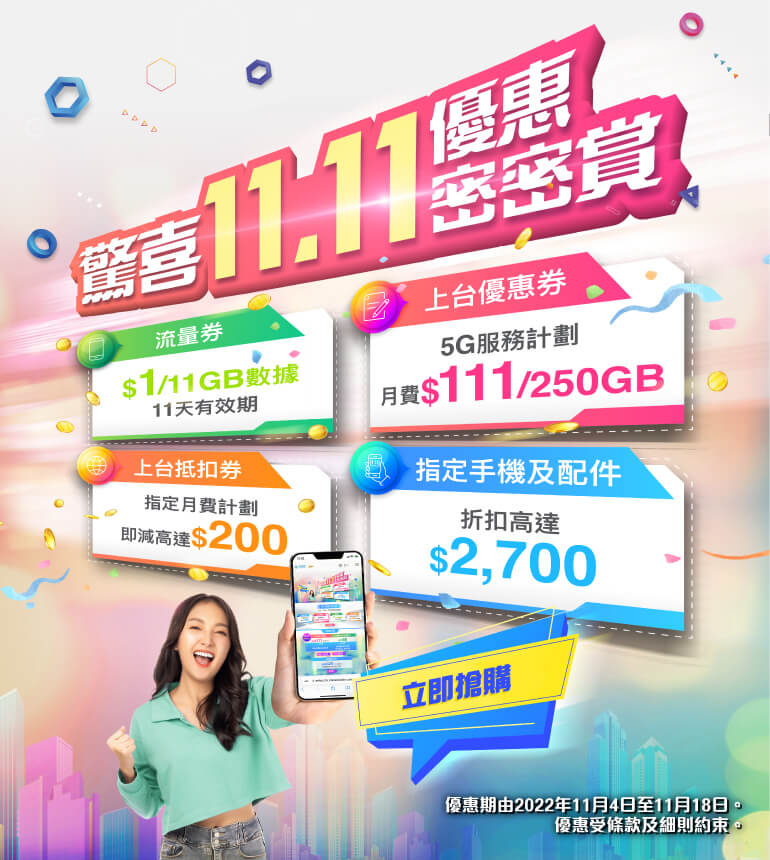 驚喜11.11優惠
密密賞
流量券
$1/11GB數據
11天有效期
上台優惠券
5G服務計劃
月費$111/250GB
上台抵扣券
指定月費計劃
即減高達$200
指定手機及配件
折扣高達
$2,700
立即搶購
優惠期由2022年11月4日至11月18日。
優惠受條款及細則約束。